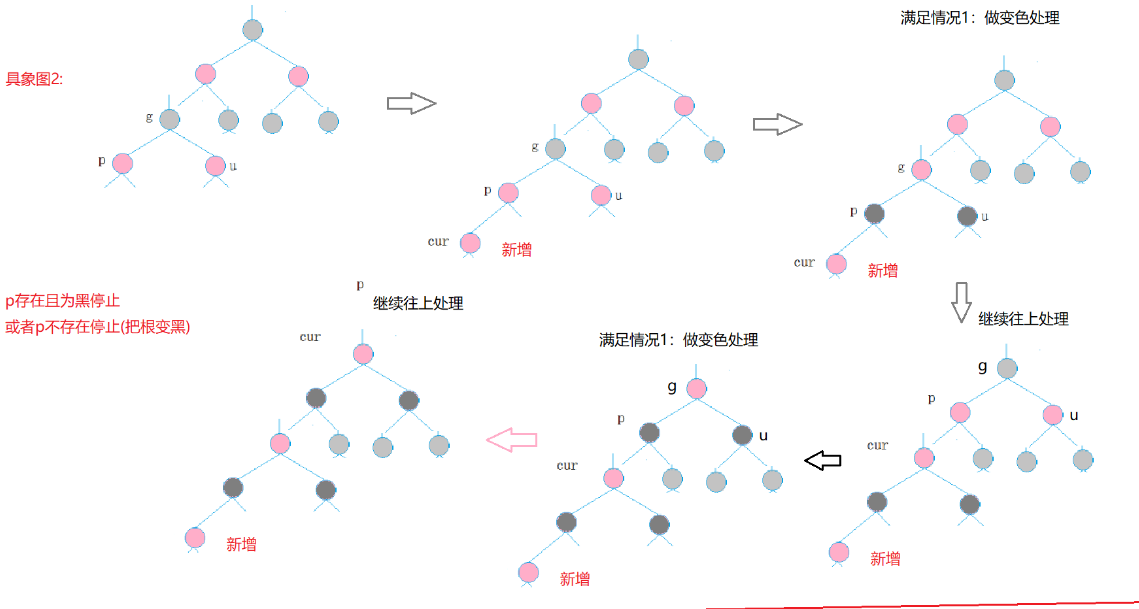 具象图2:
g
p
u
g
p
u
cur
新增
满足情况1：做变色处理
g
p
u
cur
新增
继续往上处理
g
p
u
cur
新增
满足情况1：做变色处理
g
p
u
cur
新增
p
继续往上处理
cur
新增
p存在且为黑停止
或者p不存在停止(把根变黑)